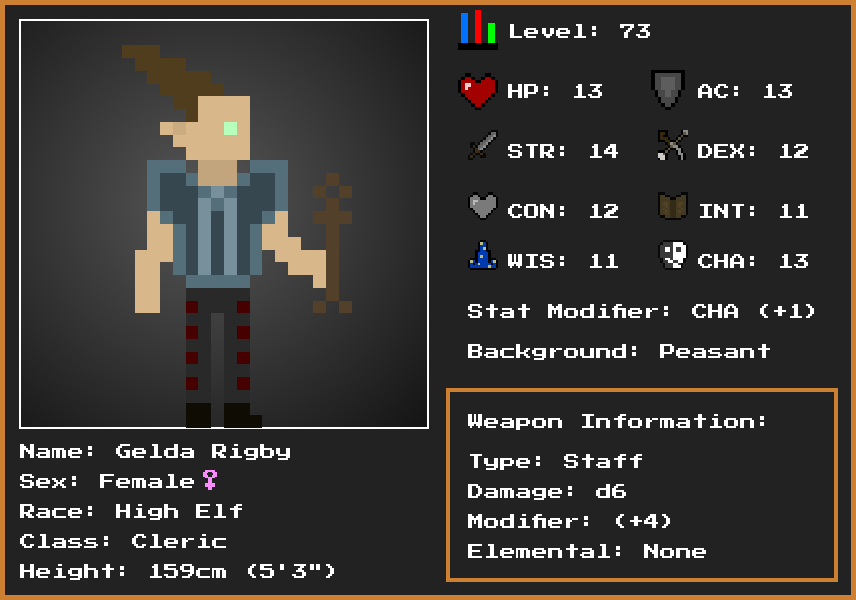 Level: 73
HP: 13
AC: 13
STR: 14
DEX: 12
CON: 12
INT: 11
WIS: 11
CHA: 13
Stat Modifier: CHA (+1)
Background: Peasant
Weapon Information:
Type: Staff
Damage: d6
Modifier: (+4)
Elemental: None
Name: Gelda Rigby
Sex: Female♀
Race: High Elf
Class: Cleric
Height: 159cm (5'3")